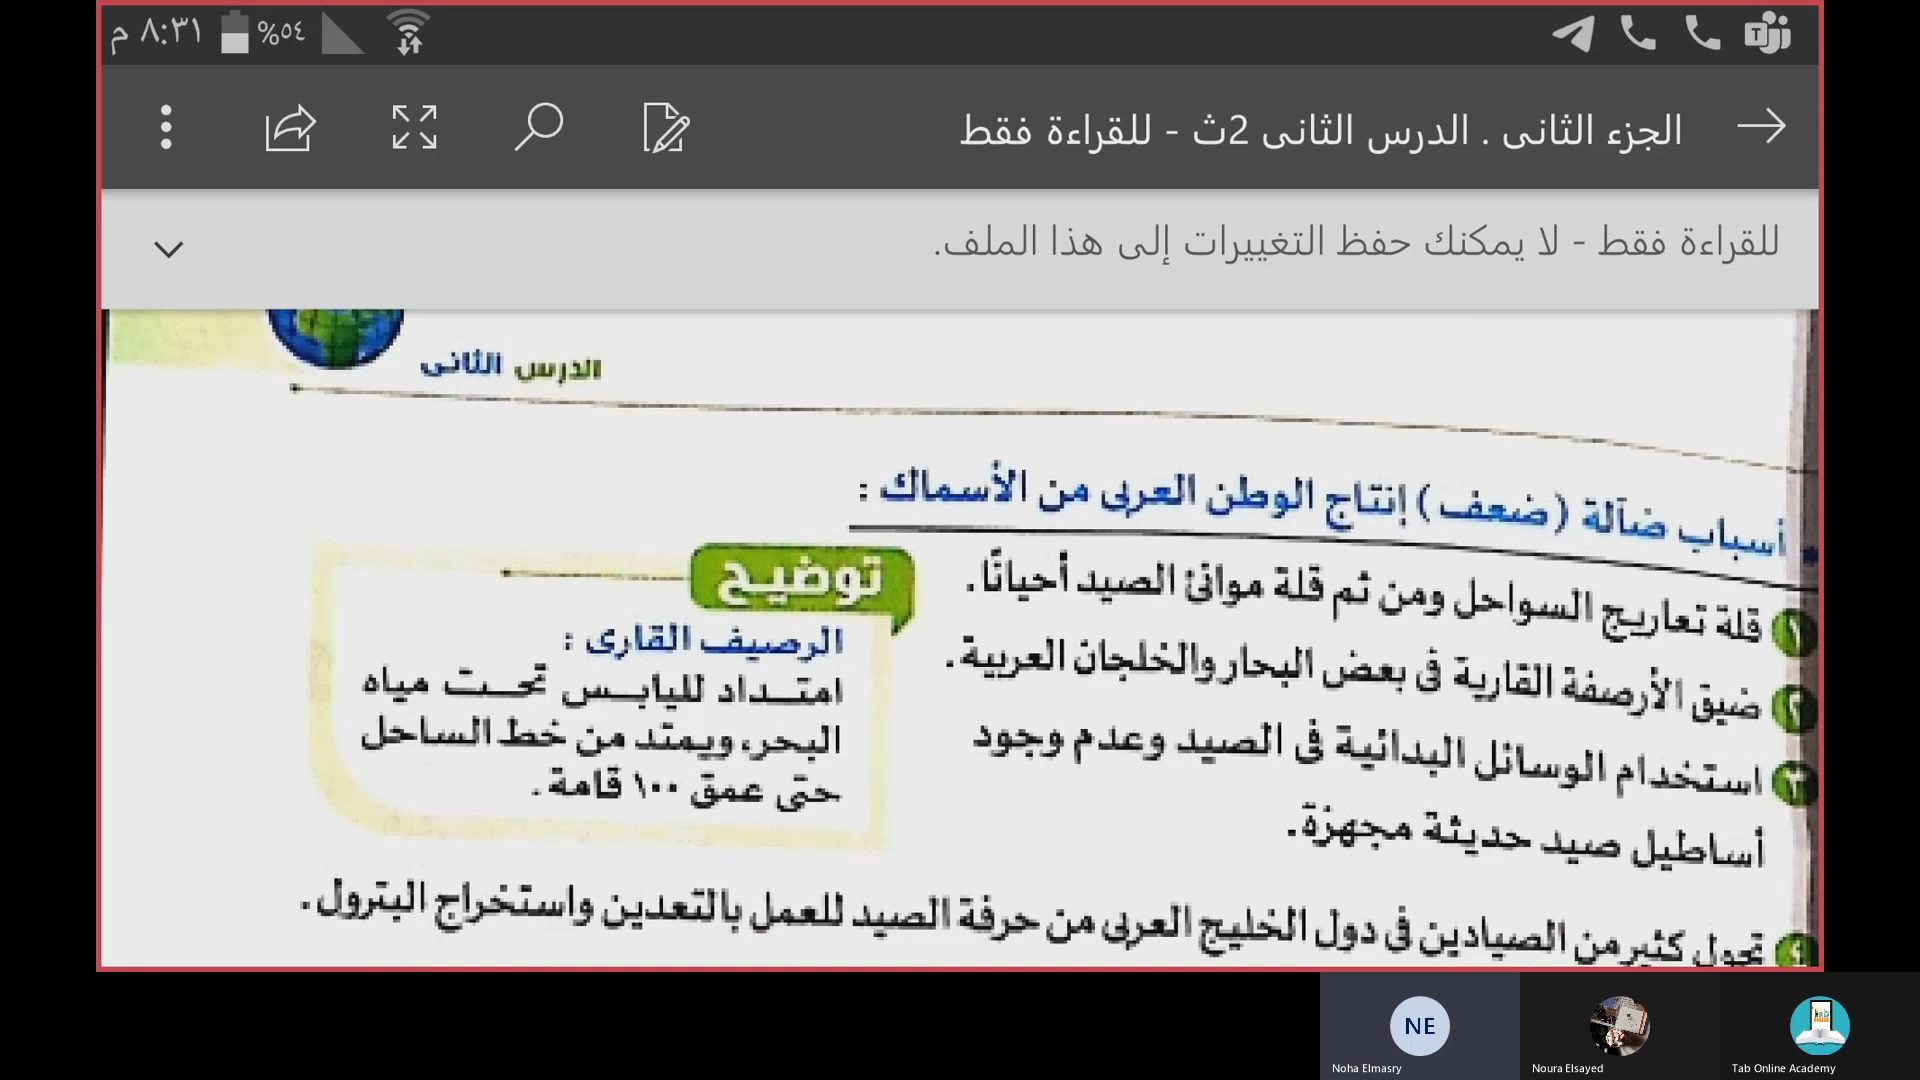 ٨:٣١ م
٥٤%
الجزء الثانى . الدرس الثانى 2ث - للقراءة فقط
للقراءة فقط - لا يمكنك حفظ التغييرات إلى هذا الملف.
الدرس الثانى
أسباب ضآلة (ضعف) إنتاج الوطن العربى من الأسماك :
١ قلة تعاريج السواحل ومن ثم قلة موانئ الصيد أحيانًا.
٢ ضيق الأرصفة القارية فى بعض البحار والخلجان العربية.
٣ استخدام الوسائل البدائية فى الصيد وعدم وجود
أساطيل صيد حديثة مجهزة.
توضيح
الرصيف القارى :
امتداد لليابس تحت مياه
البحر، ويمتد من خط الساحل
حتى عمق ١٠٠ قامة.
٤ تحول كثير من الصيادين فى دول الخليج العربى من حرفة الصيد للعمل بالتعدين واستخراج البترول.
NE
Noha Elmasry
Noura Elsayed
Tab Online Academy